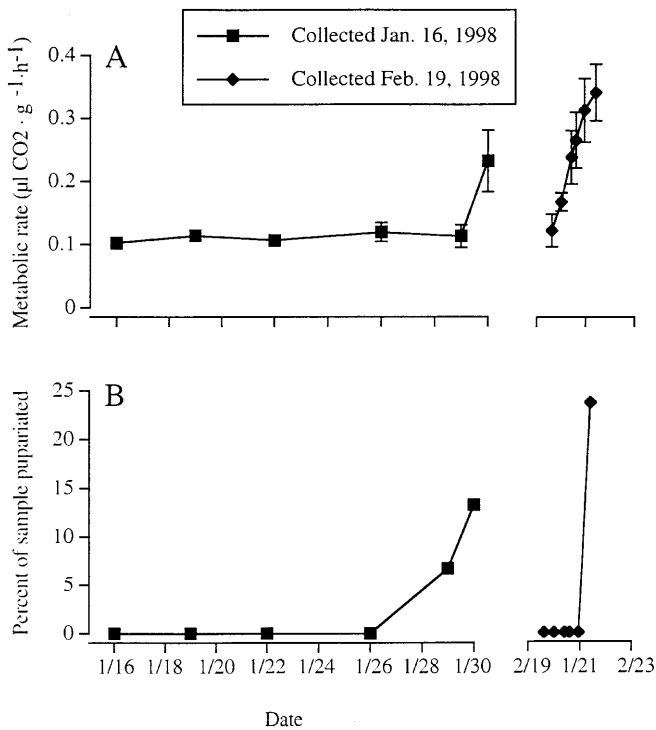 Collected Jan. 16, 1998
Collected Feb. 19, 1998
A
Metabolic rate (µl CO2 · g⁻¹·h⁻¹)
0.4
0.3
0.2
0.1
0
B
Percent of sample pupariated
25
20
15
10
5
0
1/16 1/18 1/20 1/22 1/24 1/26 1/28 1/30 2/19 1/21 2/23
Date